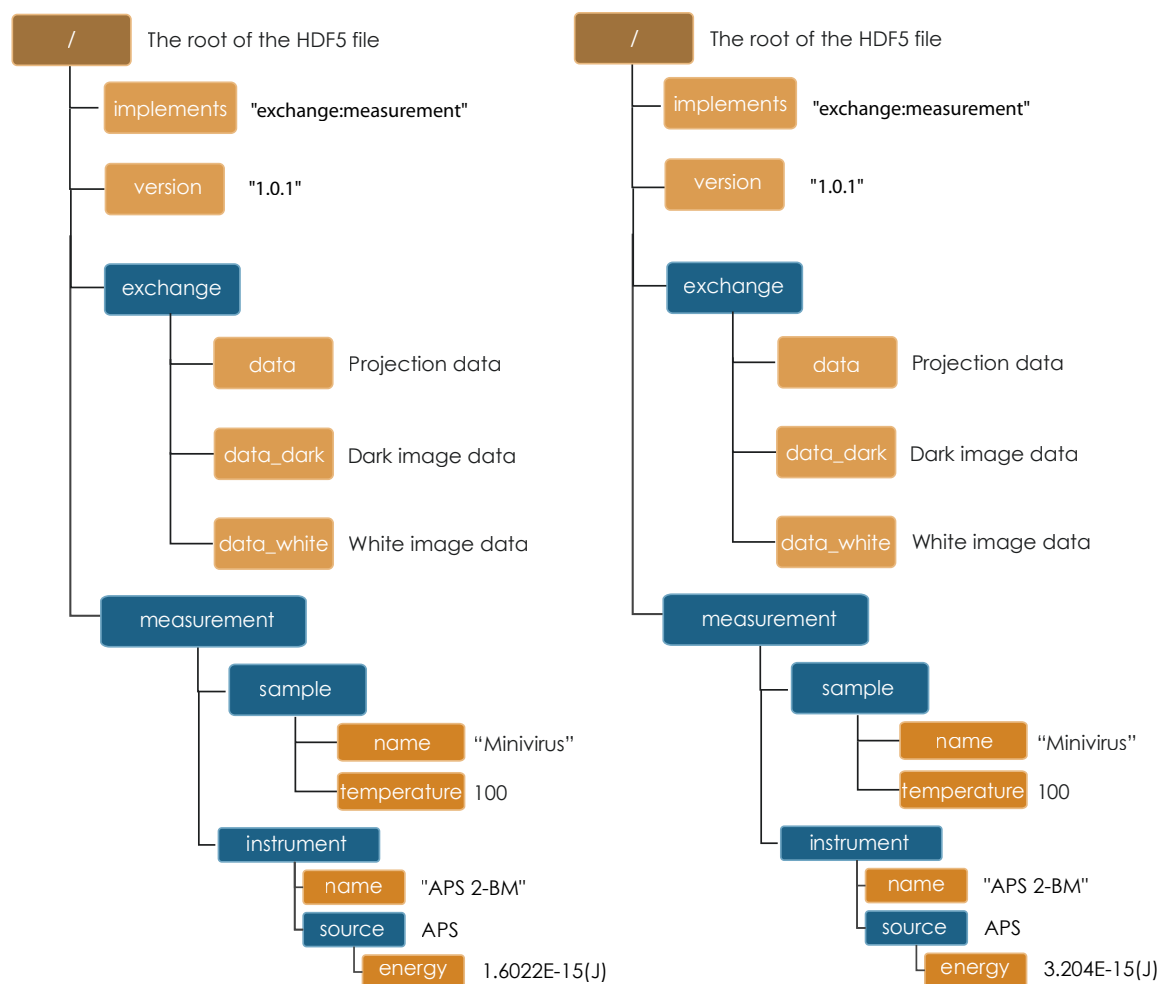 / The root of the HDF5 file
implements "exchange:measurement"
version "1.0.1"
exchange
data Projection data
data_dark Dark image data
data_white White image data
measurement
sample
name “Minivirus”
temperature 100
instrument
name "APS 2-BM"
source APS
energy 1.6022E-15(J)
/ The root of the HDF5 file
implements "exchange:measurement"
version "1.0.1"
exchange
data Projection data
data_dark Dark image data
data_white White image data
measurement
sample
name “Minivirus”
temperature 100
instrument
name "APS 2-BM"
source APS
energy 3.204E-15(J)